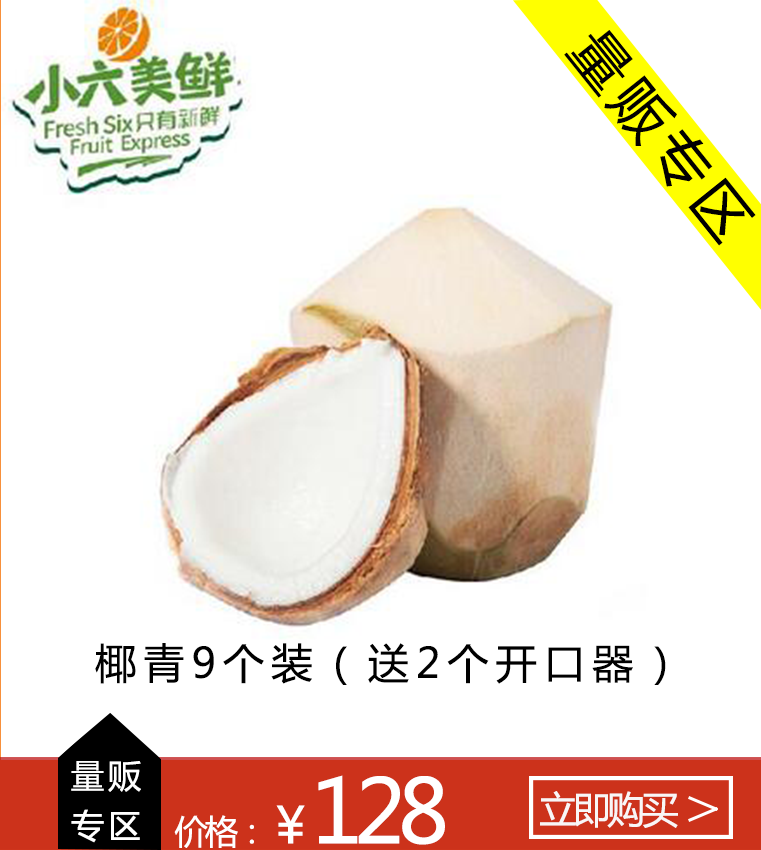 小六美鲜
Fresh Six只有新鲜
Fruit Express
量贩专区
椰青9个装（送2个开口器）
量贩
专区
价格：¥128
立即购买 >